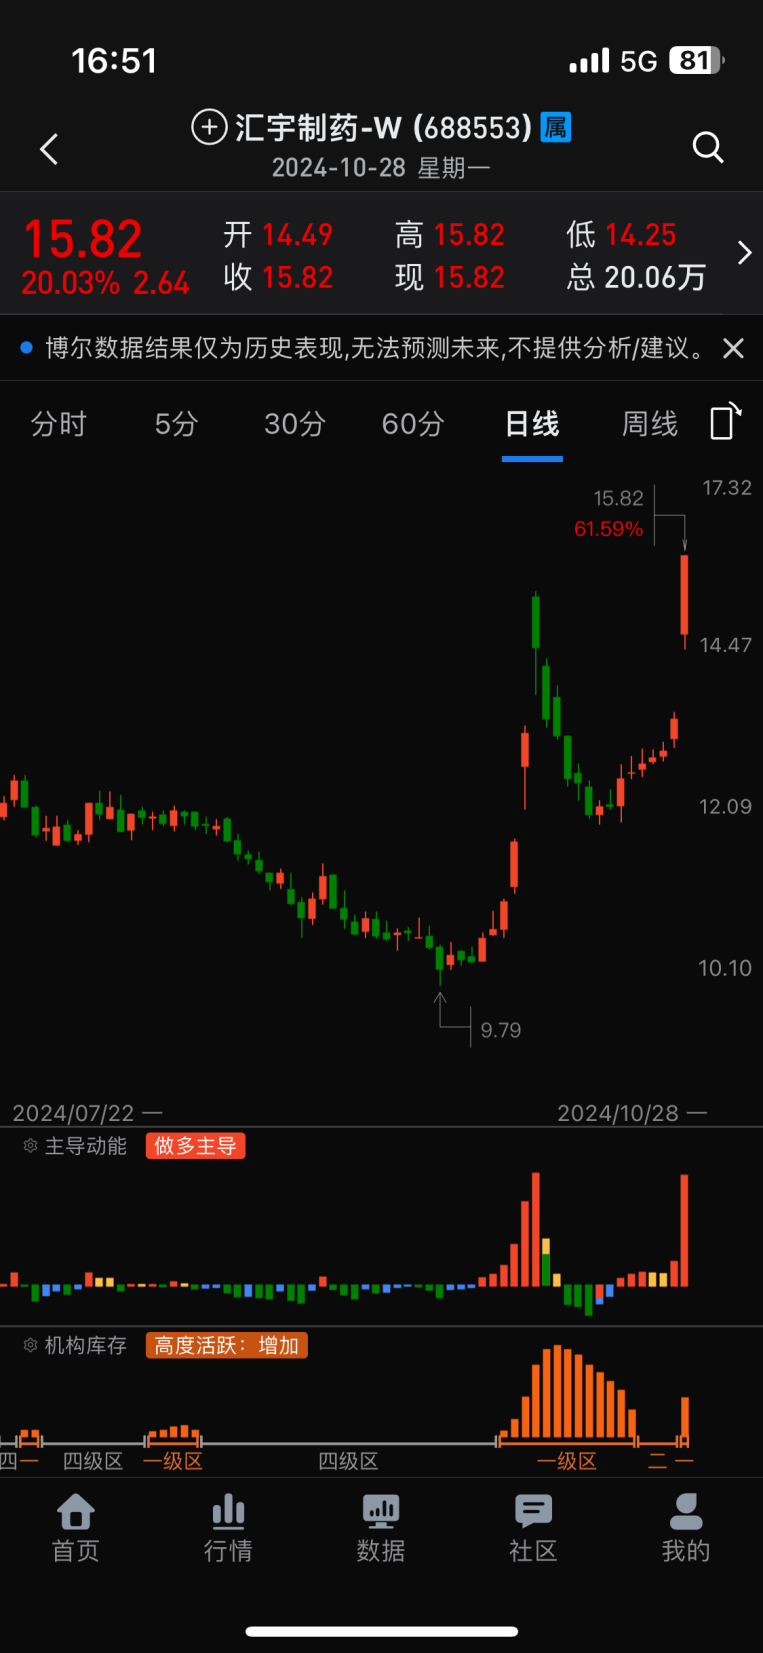 16:51 5G 81
汇宇制药-W (688553) 属
2024-10-28 星期一
15.82 开 14.49 高 15.82 低 14.25
20.03% 2.64 收 15.82 现 15.82 总 20.06万
博尔数据结果仅为历史表现,无法预测未来,不提供分析/建议。
分时 5分 30分 60分 日线 周线
17.32
15.82
61.59%
14.47
12.09
10.10
9.79
2024/07/22 一 2024/10/28 一
主导动能 做多主导
机构库存 高度活跃：增加
四 一 四级区 一级区 四级区 一级区 二 一
首页 行情 数据 社区 我的